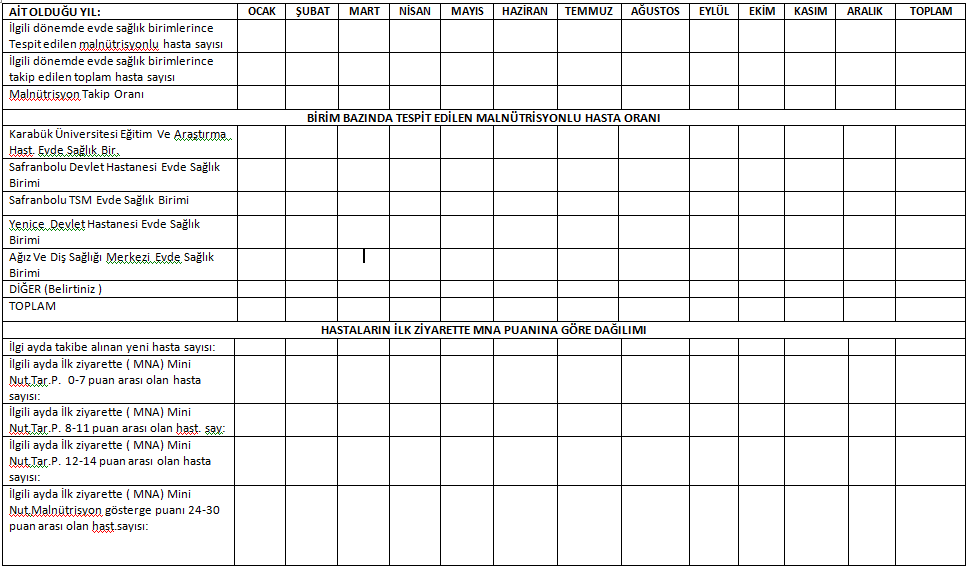 AİT OLDUĞU YIL: OCAK ŞUBAT MART NİSAN MAYIS HAZİRAN TEMMUZ AĞUSTOS EYLÜL EKİM KASIM ARALIK TOPLAM
İlgili dönemde evde sağlık birimlerince
Tespit edilen malnütrisyonlu hasta sayısı
İlgili dönemde evde sağlık birimlerince
takip edilen toplam hasta sayısı
Malnütrisyon Takip Oranı
BİRİM BAZINDA TESPİT EDİLEN MALNÜTRİSYONLU HASTA ORANI
Karabük Üniversitesi Eğitim Ve Araştırma
Hast. Evde Sağlık Bir.
Safranbolu Devlet Hastanesi Evde Sağlık
Birimi
Safranbolu TSM Evde Sağlık Birimi
Yenice Devlet Hastanesi Evde Sağlık
Birimi
Ağız Ve Diş Sağlığı Merkezi Evde Sağlık
Birimi
DİĞER (Belirtiniz )
TOPLAM
HASTALARIN İLK ZİYARETTE MNA PUANINA GÖRE DAĞILIMI
İlgi ayda takibe alınan yeni hasta sayısı:
İlgili ayda İlk ziyarette ( MNA) Mini
Nut.Tar.P. 0-7 puan arası olan hasta
sayısı:
İlgili ayda İlk ziyarette ( MNA) Mini
Nut.Tar.P. 8-11 puan arası olan hast. say:
İlgili ayda İlk ziyarette ( MNA) Mini
Nut.Tar.P. 12-14 puan arası olan hasta
sayısı:
İlgili ayda İlk ziyarette ( MNA) Mini
Nut.Malnütrisyon gösterge puanı 24-30
puan arası olan hast.sayısı: